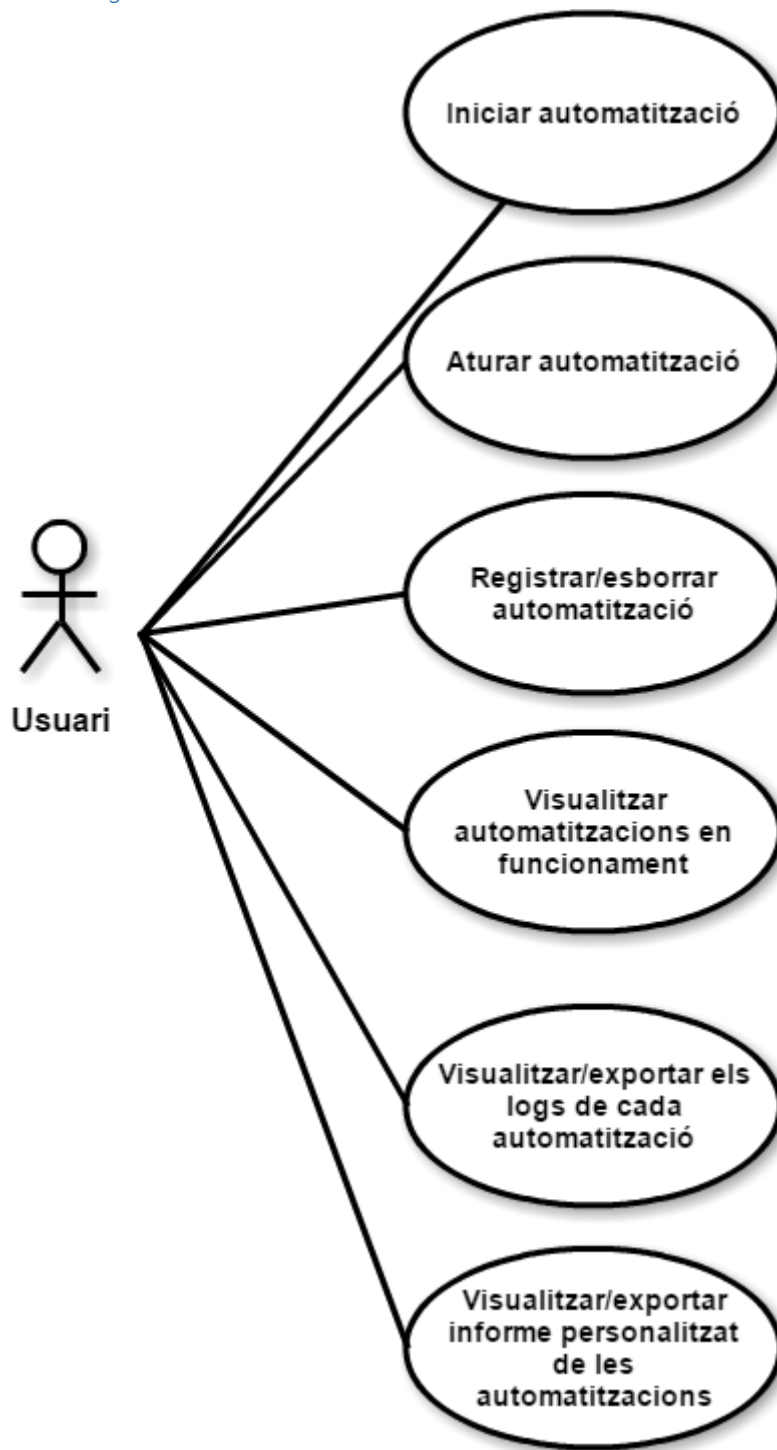 Iniciar automatització
Aturar automatització
Registrar/esborrar
automatització
Usuari
Visualitzar
automatitzacions en
funcionament
Visualitzar/exportar els
logs de cada
automatització
Visualitzar/exportar
informe personalitzat
de les
automatitzacions